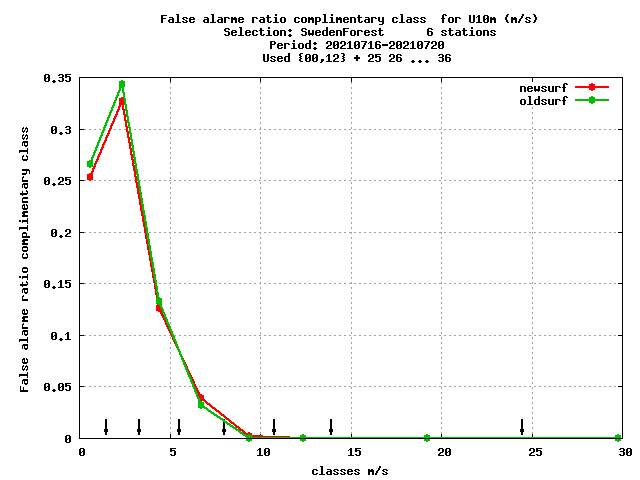 False alarme ratio complimentary class  for U10m (m/s)
Selection: SwedenForest      6 stations
Period: 20210716-20210720
Used {00,12} + 25 26 ... 36
newsurf
oldsurf
False alarme ratio complimentary class
0.35
0.3
0.25
0.2
0.15
0.1
0.05
0
0 5 10 15 20 25 30
classes m/s